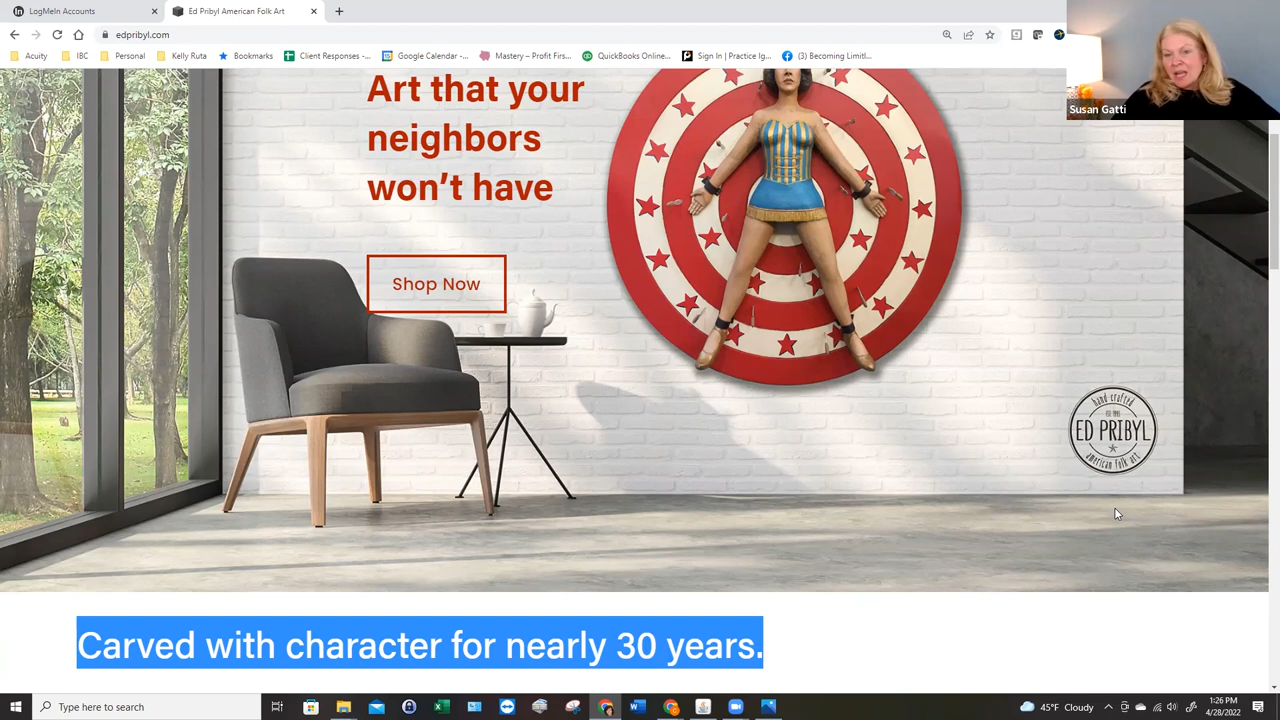 LogMeIn Accounts
Ed Pribyl American Folk Art
edpribyl.com
Acuity
IBC
Personal
Kelly Ruta
Bookmarks
Client Responses -...
Google Calendar -...
Mastery – Profit Firs...
QuickBooks Online...
Sign In | Practice Ig...
(3) Becoming Limitl...
Susan Gatti
Art that your
neighbors
won't have
Shop Now
hand-crafted
ED PRIBYL
american folk art
Carved with character for nearly 30 years.
Type here to search
45°F Cloudy
1:26 PM
4/28/2022